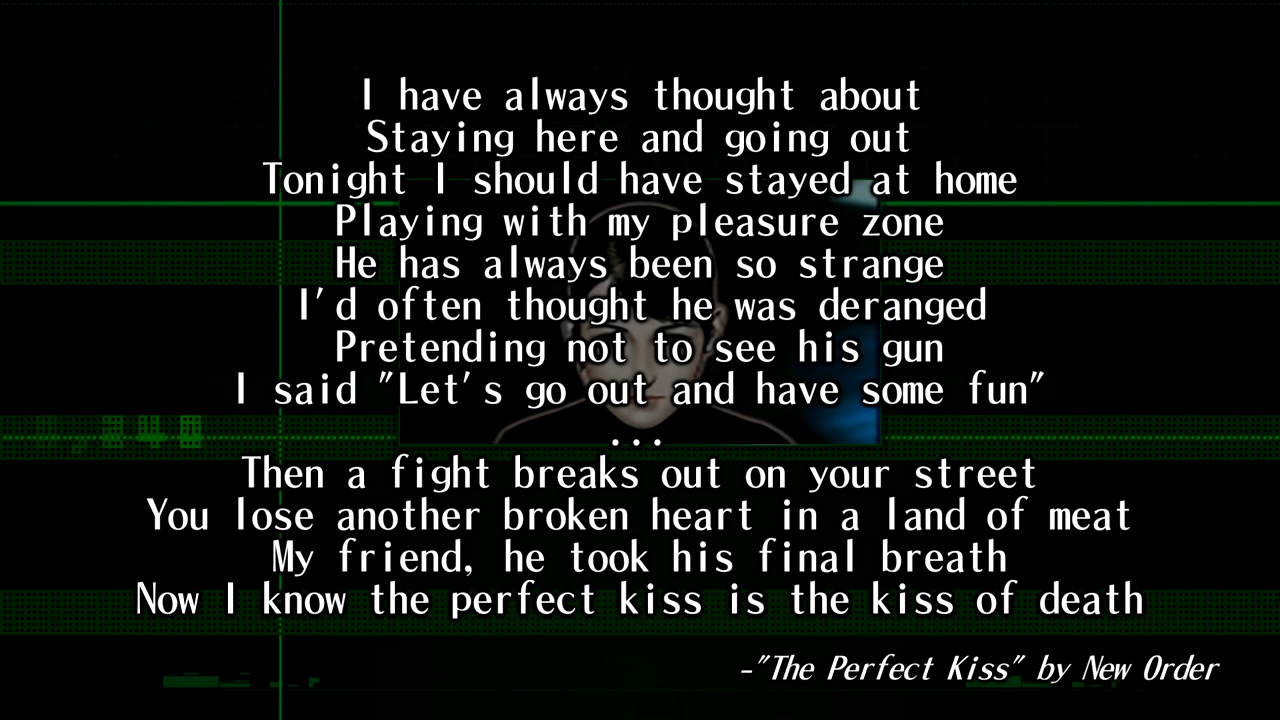 I have always thought about
Staying here and going out
Tonight I should have stayed at home
Playing with my pleasure zone
He has always been so strange
I'd often thought he was deranged
Pretending not to see his gun
I said "Let's go out and have some fun"
...
Then a fight breaks out on your street
You lose another broken heart in a land of meat
My friend, he took his final breath
Now I know the perfect kiss is the kiss of death
-"The Perfect Kiss" by New Order